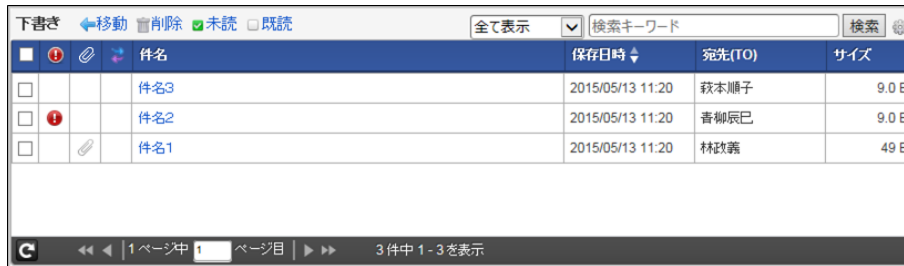 下書き 移動 削除 未読 既読 全て表示 検索キーワード 検索
件名 保存日時 宛先(TO) サイズ
件名3 2015/05/13 11:20 萩本順子 9.0 B
件名2 2015/05/13 11:20 青柳辰巳 9.0 B
件名1 2015/05/13 11:20 林政義 49 B
1 ページ中 1 ページ目 3 件中 1 - 3 を表示